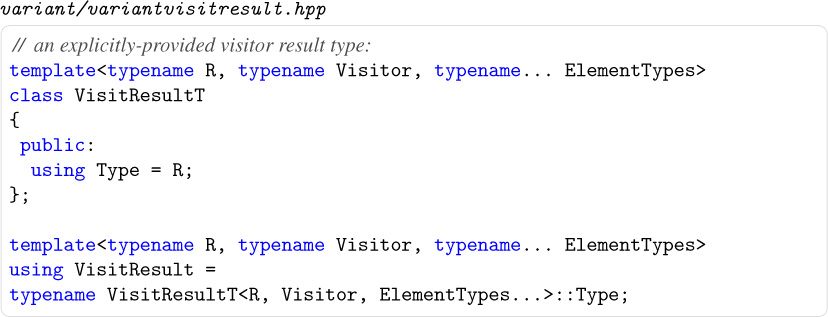 variant/variantvisitresult.hpp
// an explicitly-provided visitor result type:
template<typename R, typename Visitor, typename... ElementTypes>
class VisitResultT
{
public:
using Type = R;
};
template<typename R, typename Visitor, typename... ElementTypes>
using VisitResult =
typename VisitResultT<R, Visitor, ElementTypes...>::Type;